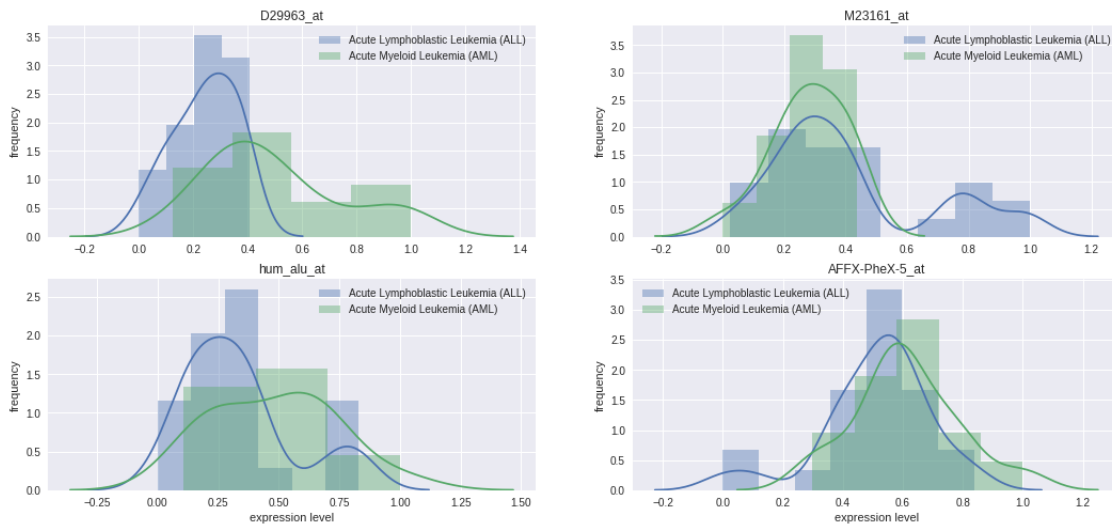 D29963_at
3.5
3.0
2.5
2.0
1.5
1.0
0.5
0.0
frequency
Acute Lymphoblastic Leukemia (ALL)
Acute Myeloid Leukemia (AML)
−0.2 0.0 0.2 0.4 0.6 0.8 1.0 1.2 1.4
M23161_at
3.5
3.0
2.5
2.0
1.5
1.0
0.5
0.0
frequency
Acute Lymphoblastic Leukemia (ALL)
Acute Myeloid Leukemia (AML)
−0.2 0.0 0.2 0.4 0.6 0.8 1.0 1.2
hum_alu_at
2.5
2.0
1.5
1.0
0.5
0.0
frequency
Acute Lymphoblastic Leukemia (ALL)
Acute Myeloid Leukemia (AML)
−0.25 0.00 0.25 0.50 0.75 1.00 1.25 1.50
expression level
AFFX-PheX-5_at
3.5
3.0
2.5
2.0
1.5
1.0
0.5
0.0
frequency
Acute Lymphoblastic Leukemia (ALL)
Acute Myeloid Leukemia (AML)
−0.2 0.0 0.2 0.4 0.6 0.8 1.0 1.2
expression level